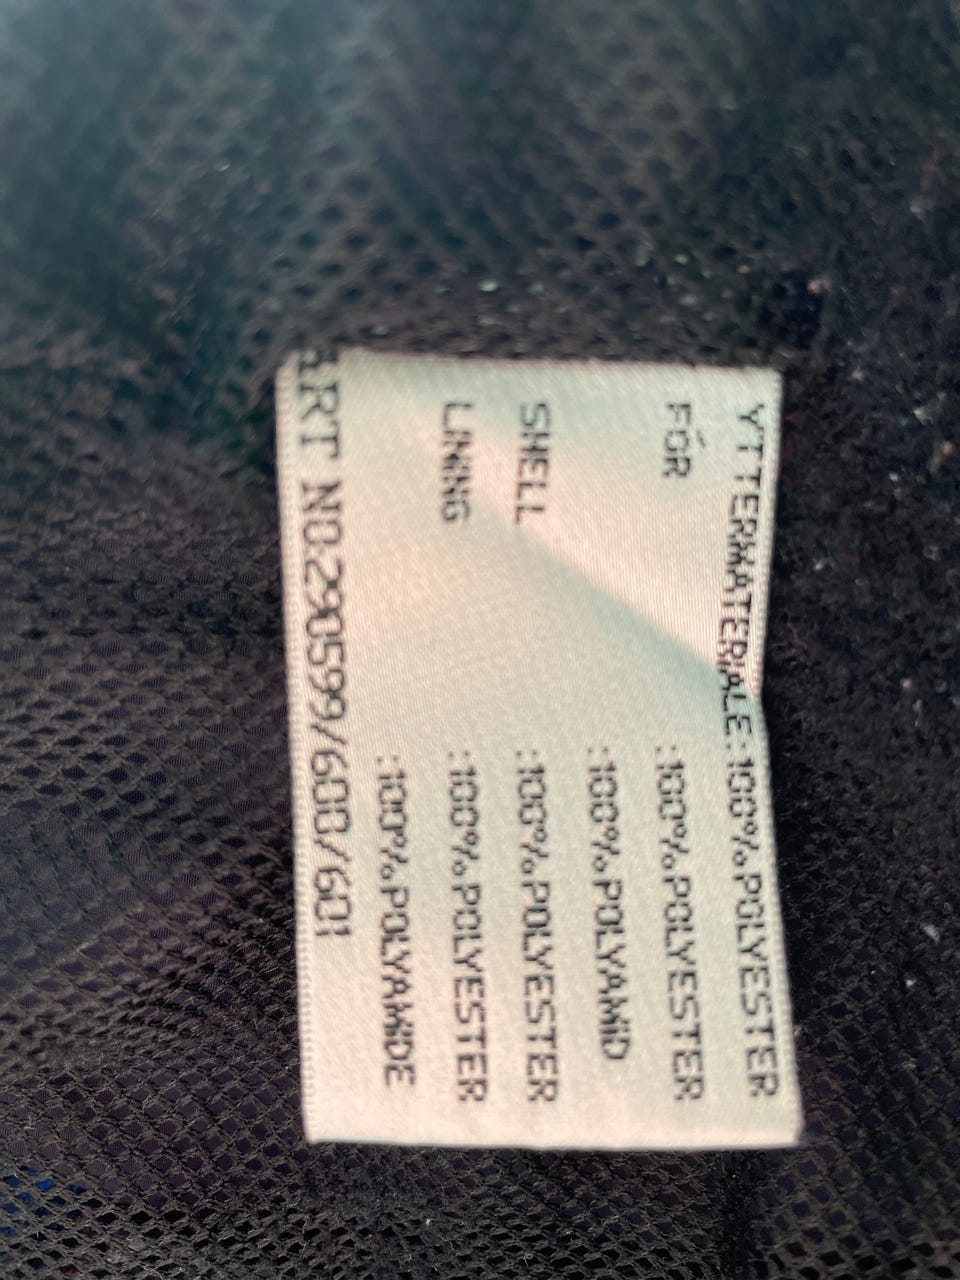 YTTERMATERIALE:100%POLYESTER
FÓR :100%POLYESTER
:100%POLYAMID
SHELL :100%POLYESTER
LINING :100%POLYESTER
:100%POLYAMIDE
ART NO:290599/600/601